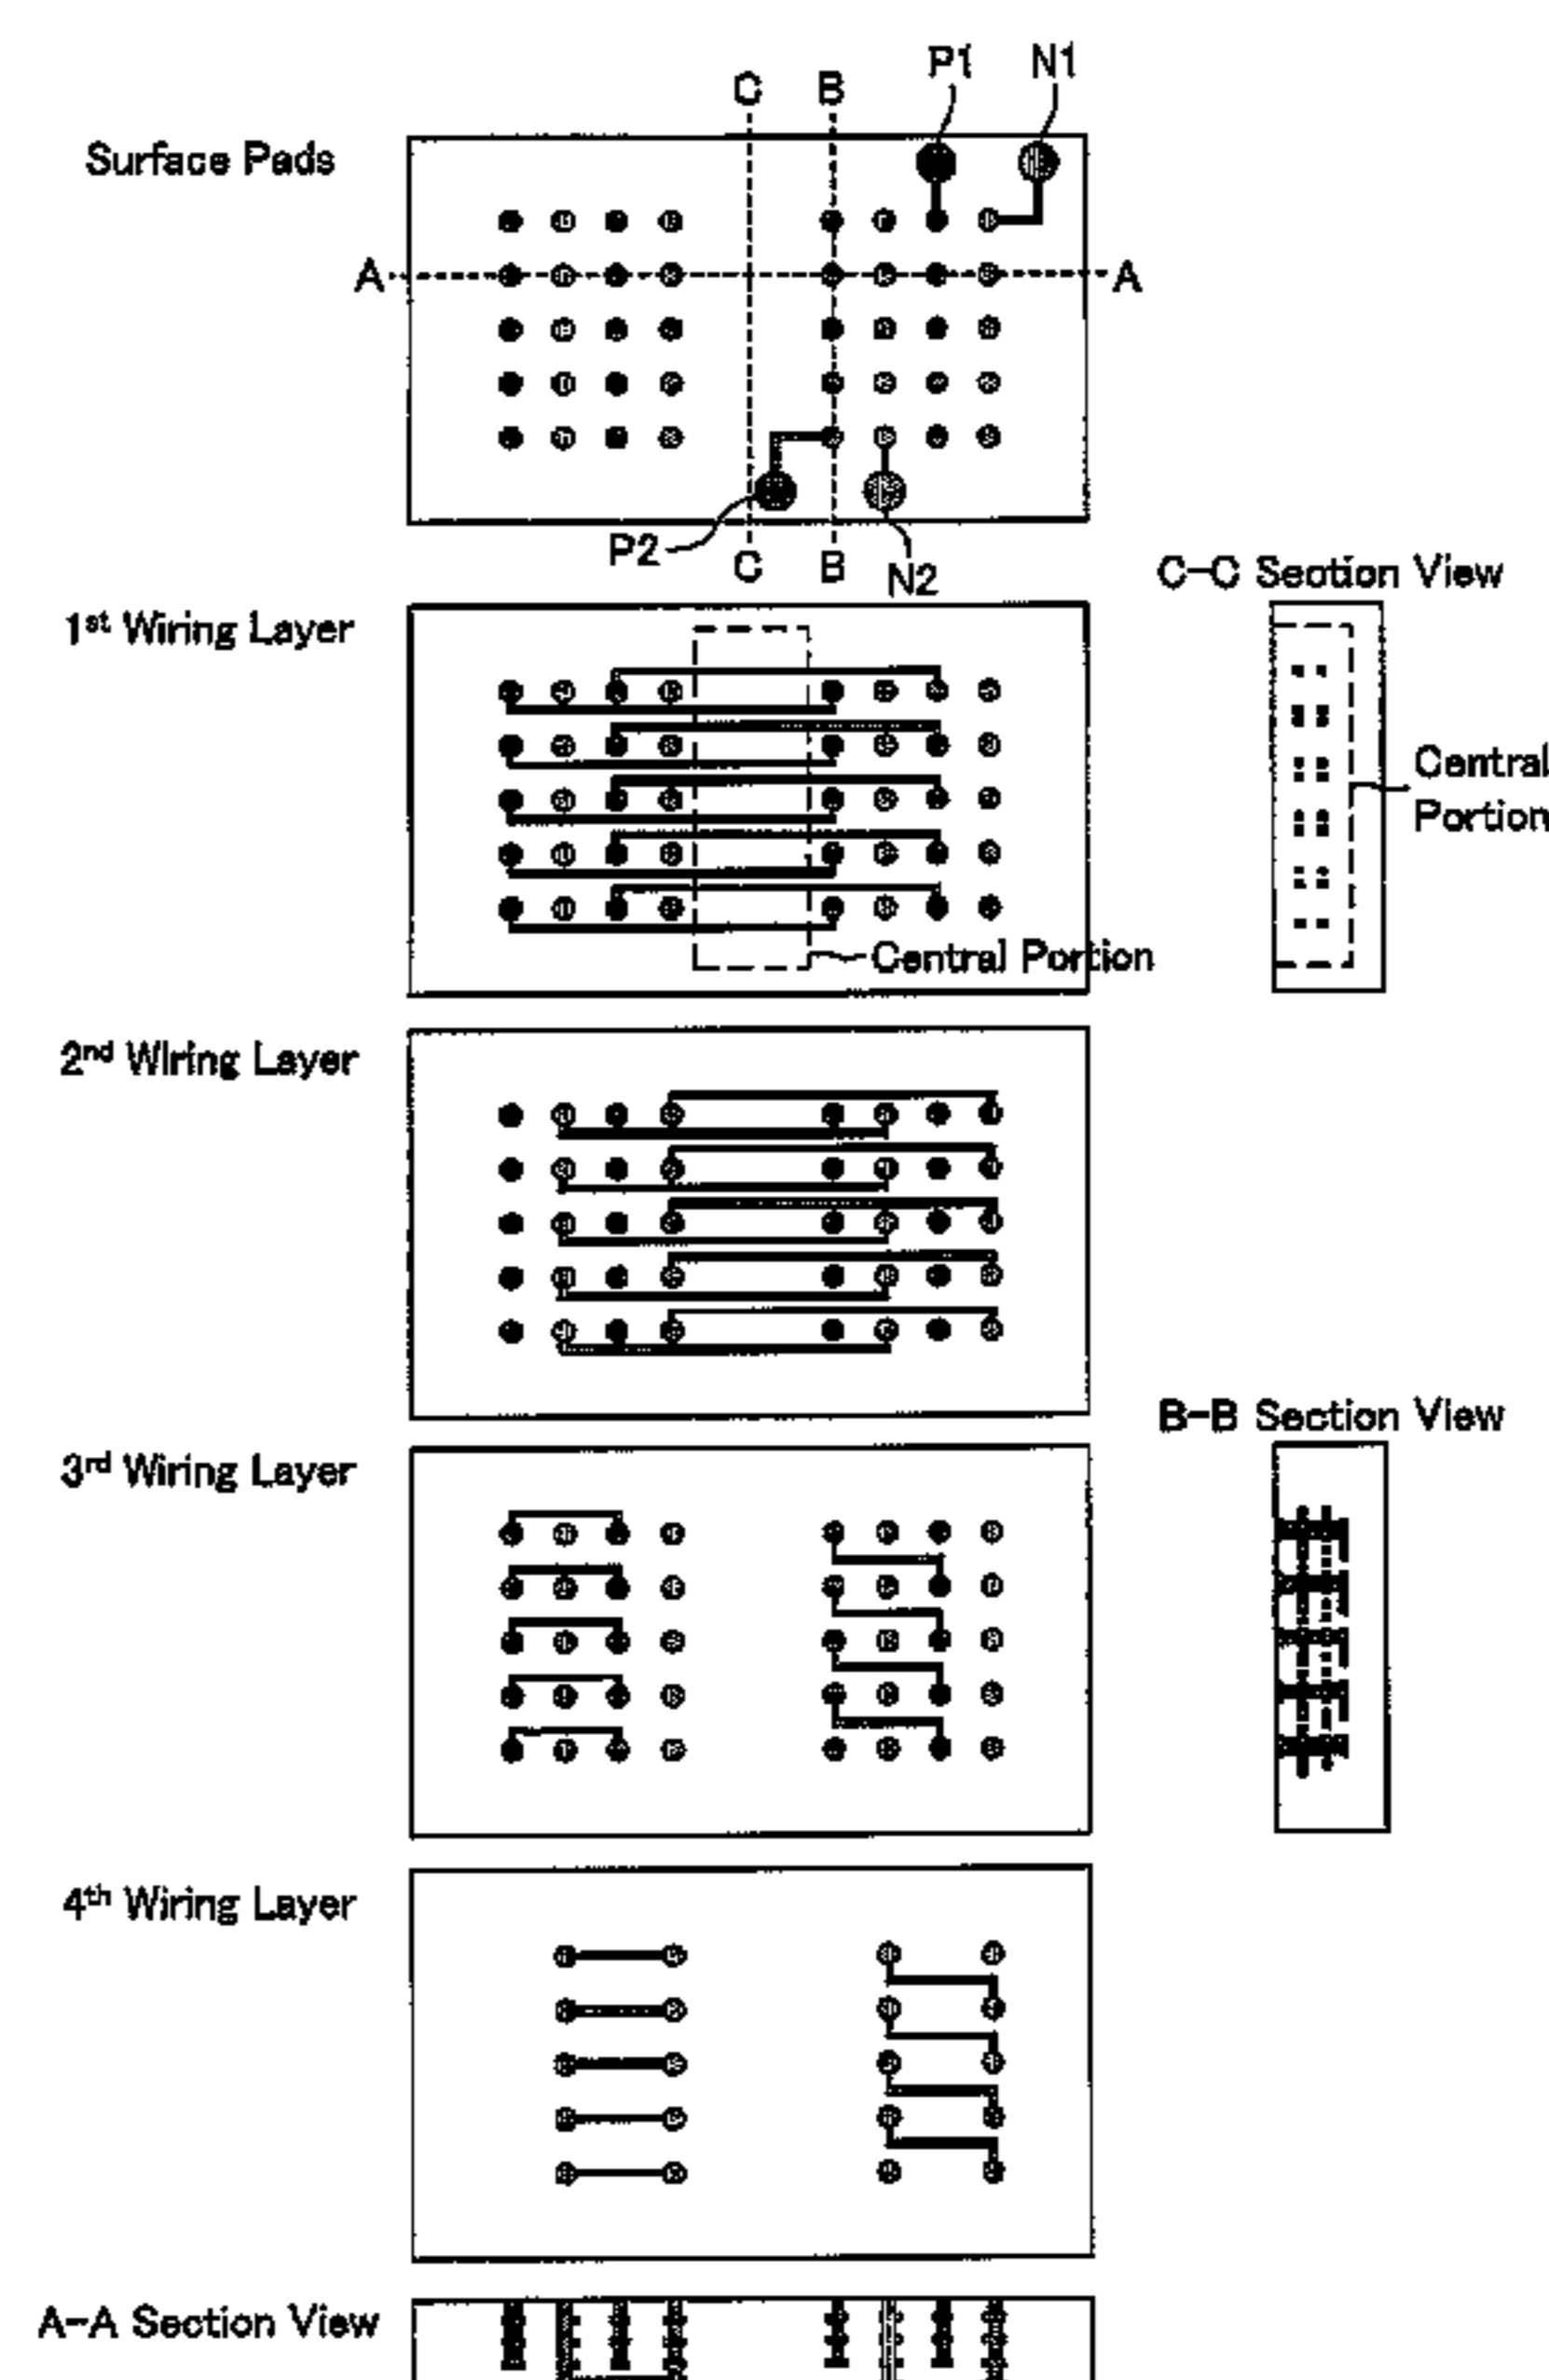 P1 N1
C B
Surface Pads
A A
P2
C B N2
C-C Section View
1st Wiring Layer
Central
Portion
Central Portion
2nd Wiring Layer
B-B Section View
3rd Wiring Layer
4th Wiring Layer
A-A Section View